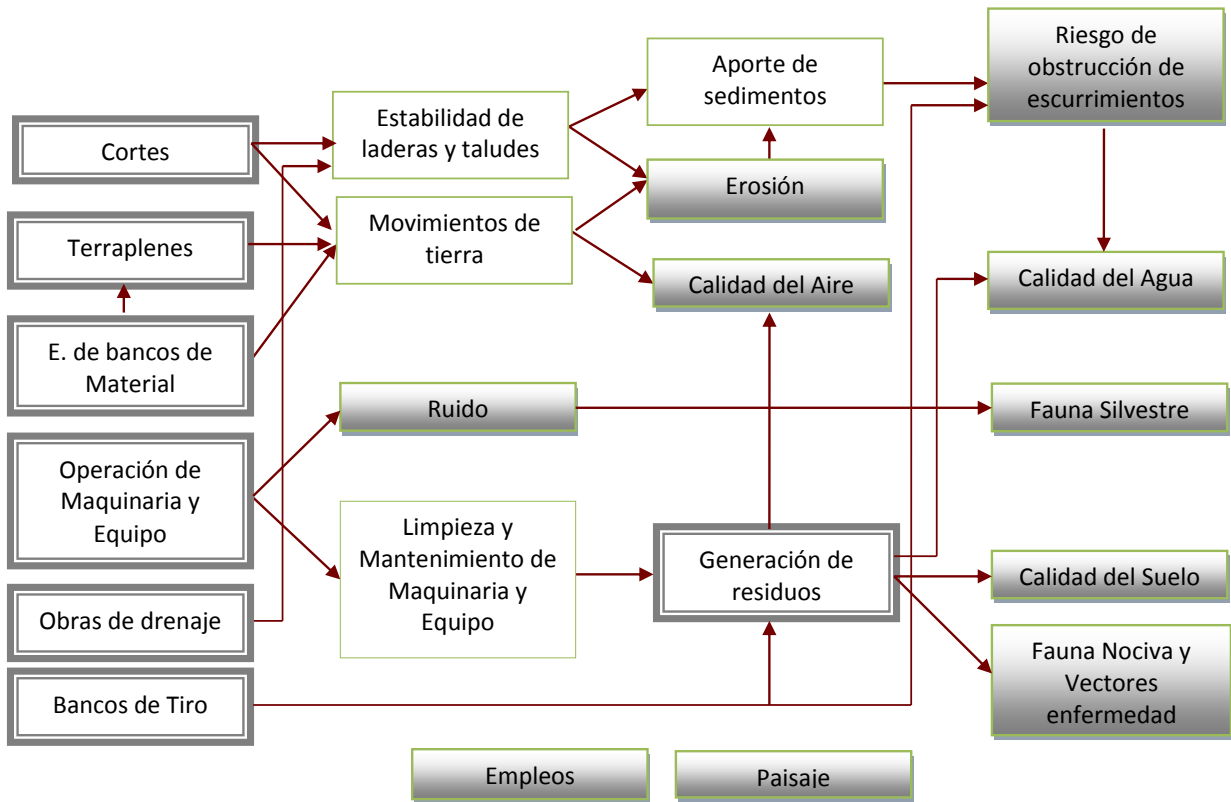 Cortes
Terraplenes
E. de bancos de
Material
Operación de
Maquinaria y
Equipo
Obras de drenaje
Bancos de Tiro
Estabilidad de
laderas y taludes
Movimientos de
tierra
Ruido
Limpieza y
Mantenimiento de
Maquinaria y
Equipo
Aporte de
sedimentos
Erosión
Calidad del Aire
Generación de
residuos
Riesgo de
obstrucción de
escurrimientos
Calidad del Agua
Fauna Silvestre
Calidad del Suelo
Fauna Nociva y
Vectores
enfermedad
Empleos
Paisaje